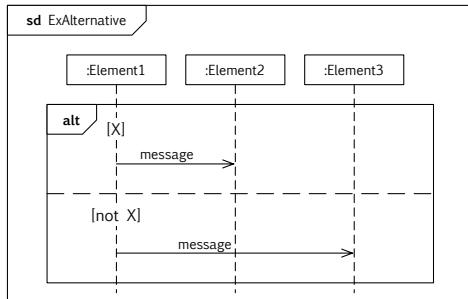 sd ExAlternative
:Element1 :Element2 :Element3
alt
[X]
message
[not X]
message